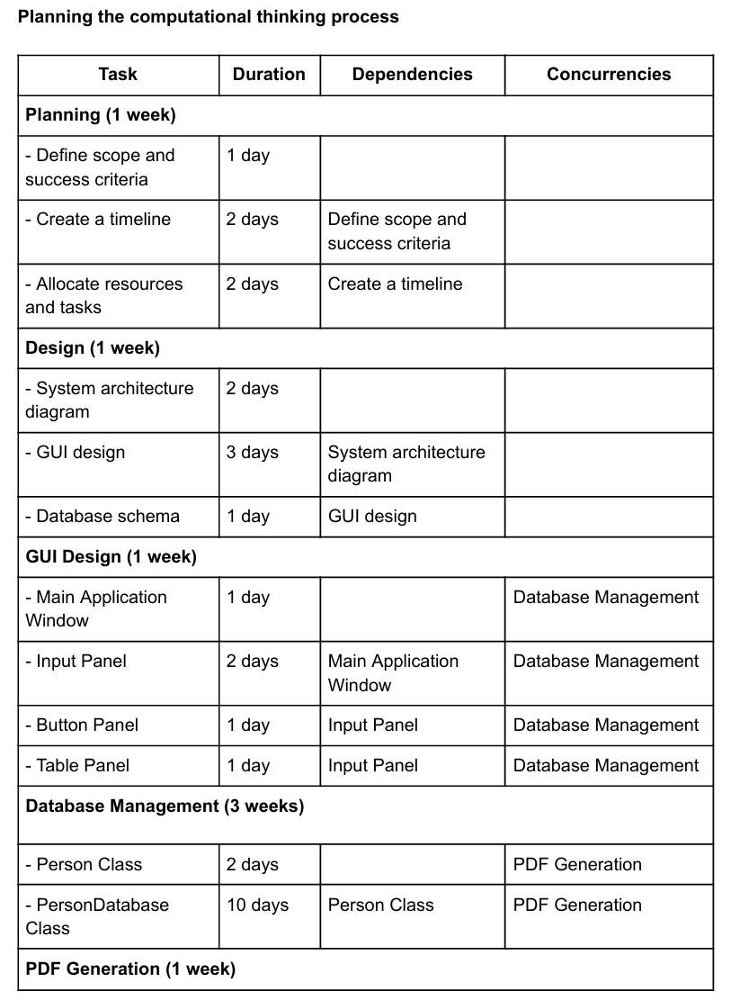 Planning the computational thinking process
Task Duration Dependencies Concurrencies
Planning (1 week)
- Define scope and success criteria 1 day
- Create a timeline 2 days Define scope and success criteria
- Allocate resources and tasks 2 days Create a timeline
Design (1 week)
- System architecture diagram 2 days
- GUI design 3 days System architecture diagram
- Database schema 1 day GUI design
GUI Design (1 week)
- Main Application Window 1 day Database Management
- Input Panel 2 days Main Application Window Database Management
- Button Panel 1 day Input Panel Database Management
- Table Panel 1 day Input Panel Database Management
Database Management (3 weeks)
- Person Class 2 days PDF Generation
- PersonDatabase Class 10 days Person Class PDF Generation
PDF Generation (1 week)